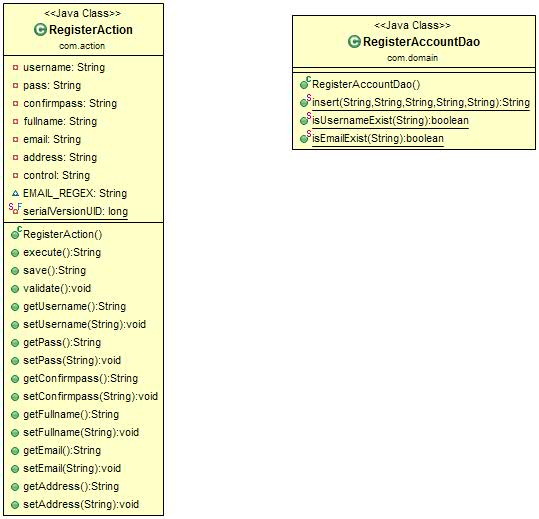 <<Java Class>>
RegisterAction
com.action
username: String
pass: String
confirmpass: String
fullname: String
email: String
address: String
control: String
EMAIL_REGEX: String
serialVersionUID: long
RegisterAction()
execute():String
save():String
validate():void
getUsername():String
setUsername(String):void
getPass():String
setPass(String):void
getConfirmpass():String
setConfirmpass(String):void
getFullname():String
setFullname(String):void
getEmail():String
setEmail(String):void
getAddress():String
setAddress(String):void
<<Java Class>>
RegisterAccountDao
com.domain
RegisterAccountDao()
insert(String,String,String,String,String):String
isUsernameExist(String):boolean
isEmailExist(String):boolean